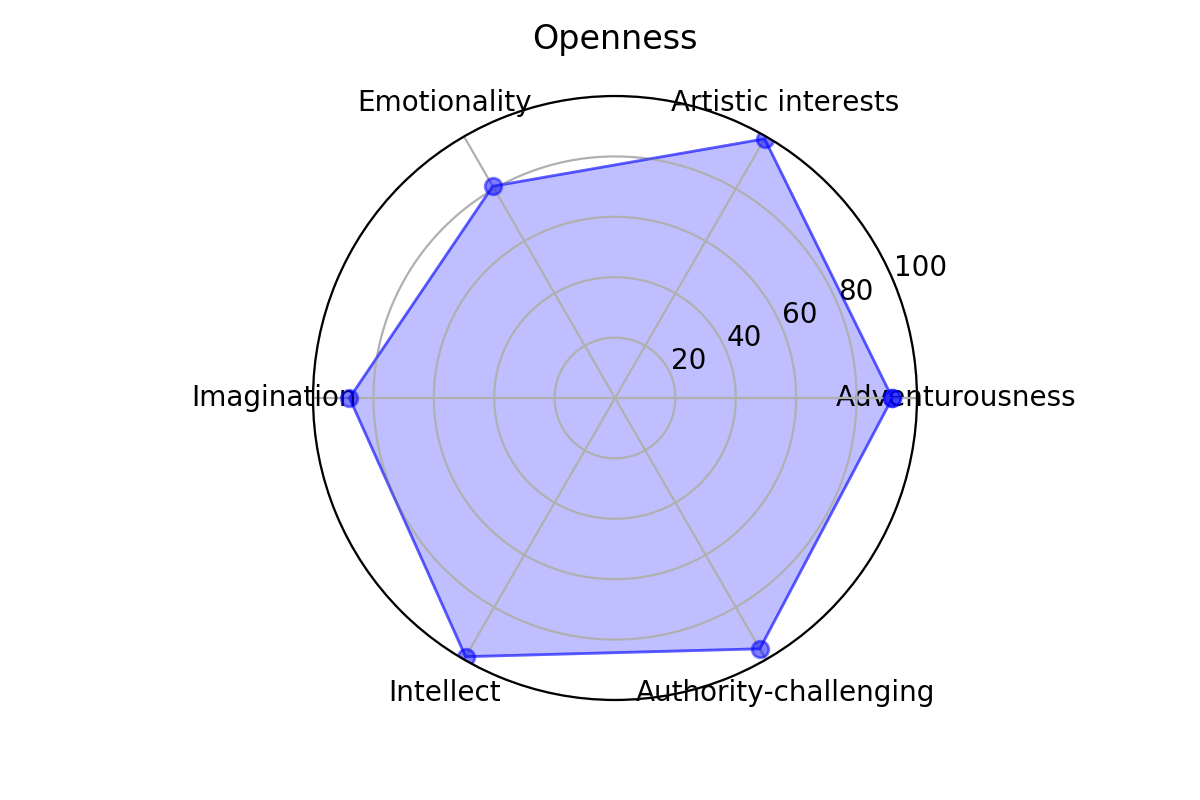 Openness
Emotionality
Artistic interests
100
80
60
40
20
Imagination
Adventurousness
Intellect
Authority-challenging